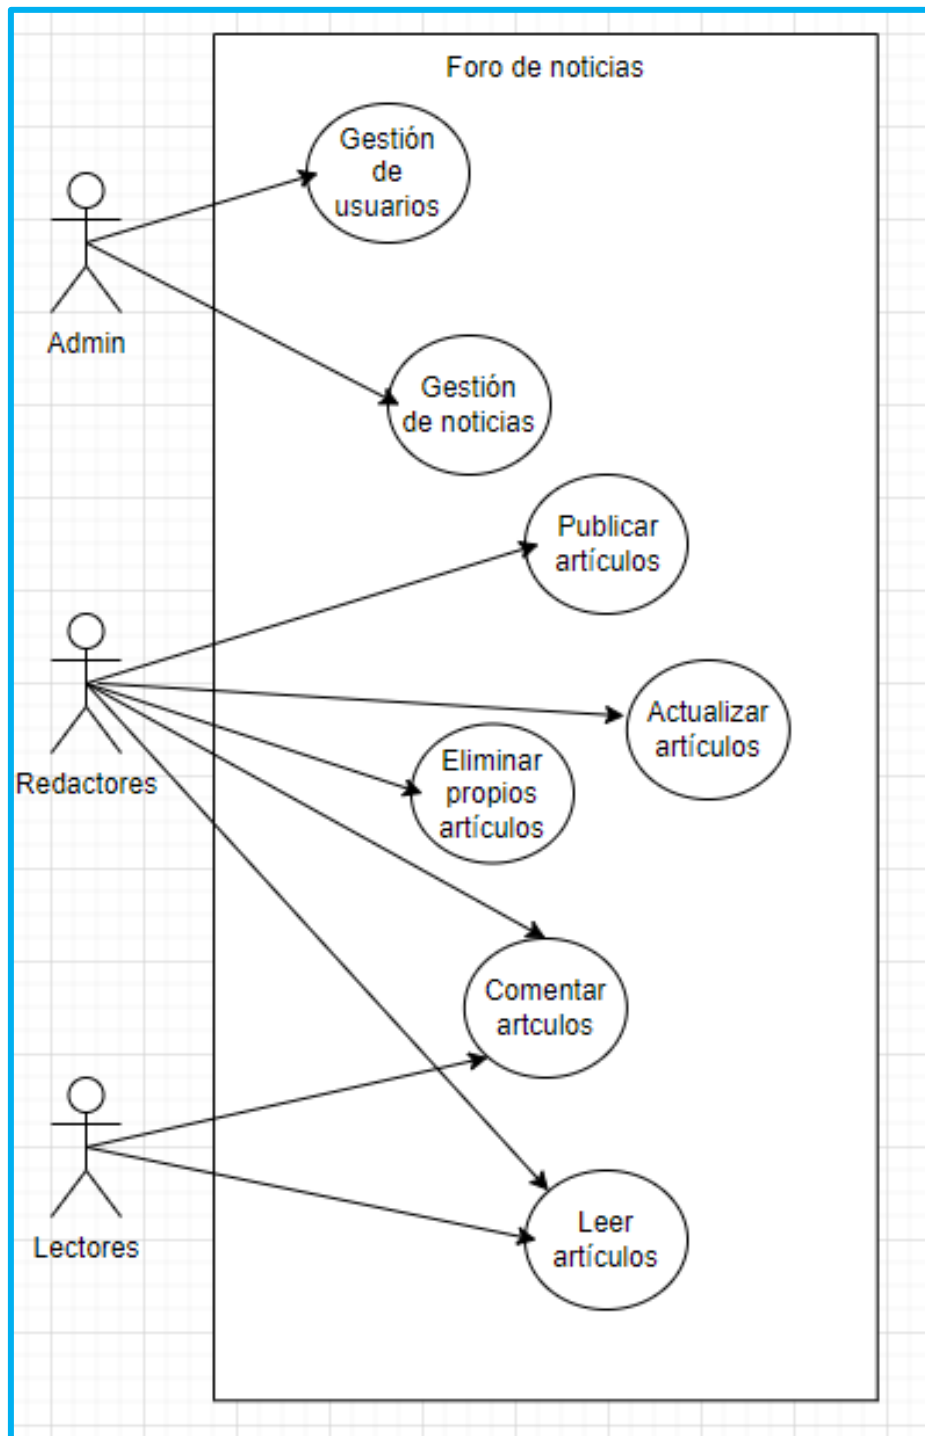 Foro de noticias
Gestión
de
usuarios
Admin
Gestión
de noticias
Publicar
artículos
Redactores
Actualizar
artículos
Eliminar
propios
artículos
Comentar
artculos
Lectores
Leer
artículos